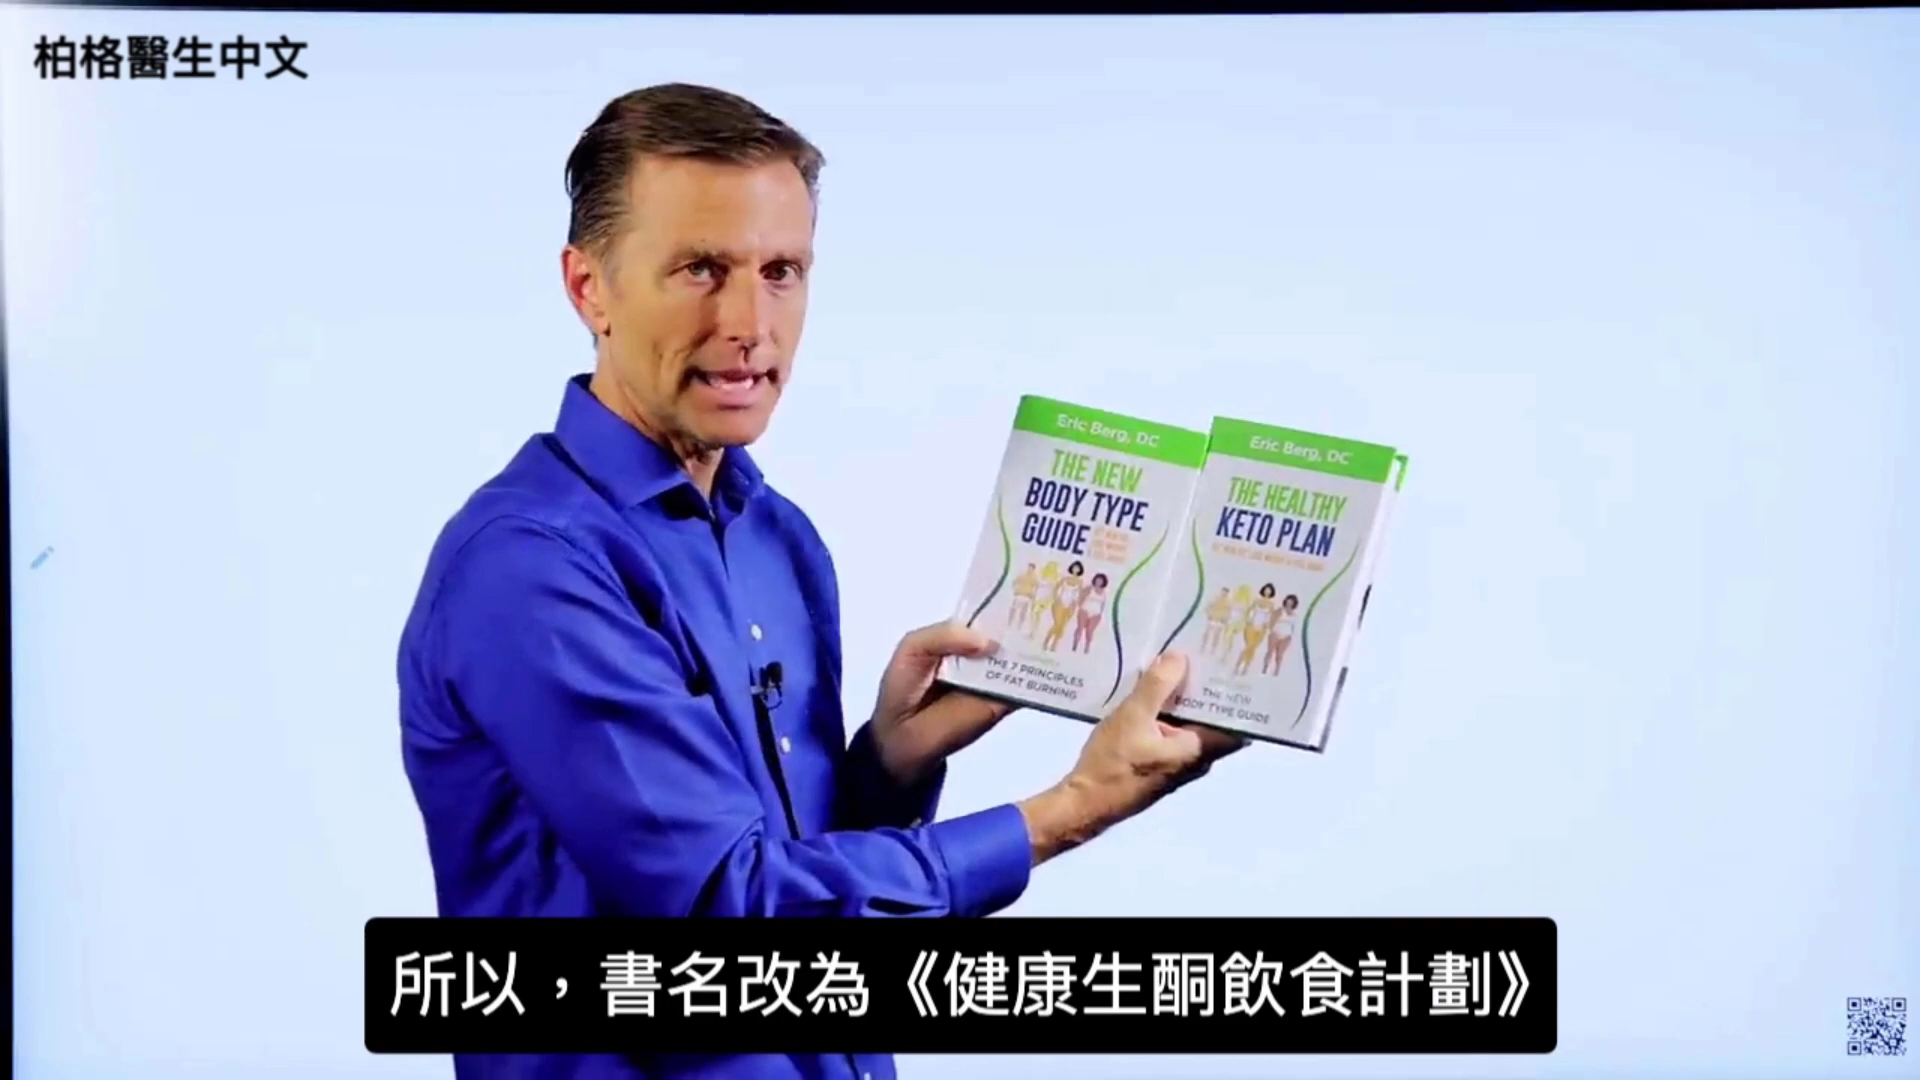 柏格醫生中文
Eric Berg, DC
THE NEW
BODY TYPE
GUIDE
THE 7 PRINCIPLES
OF FAT BURNING
Eric Berg, DC
THE HEALTHY
KETO PLAN
THE NEW
BODY TYPE GUIDE
所以，書名改為《健康生酮飲食計劃》